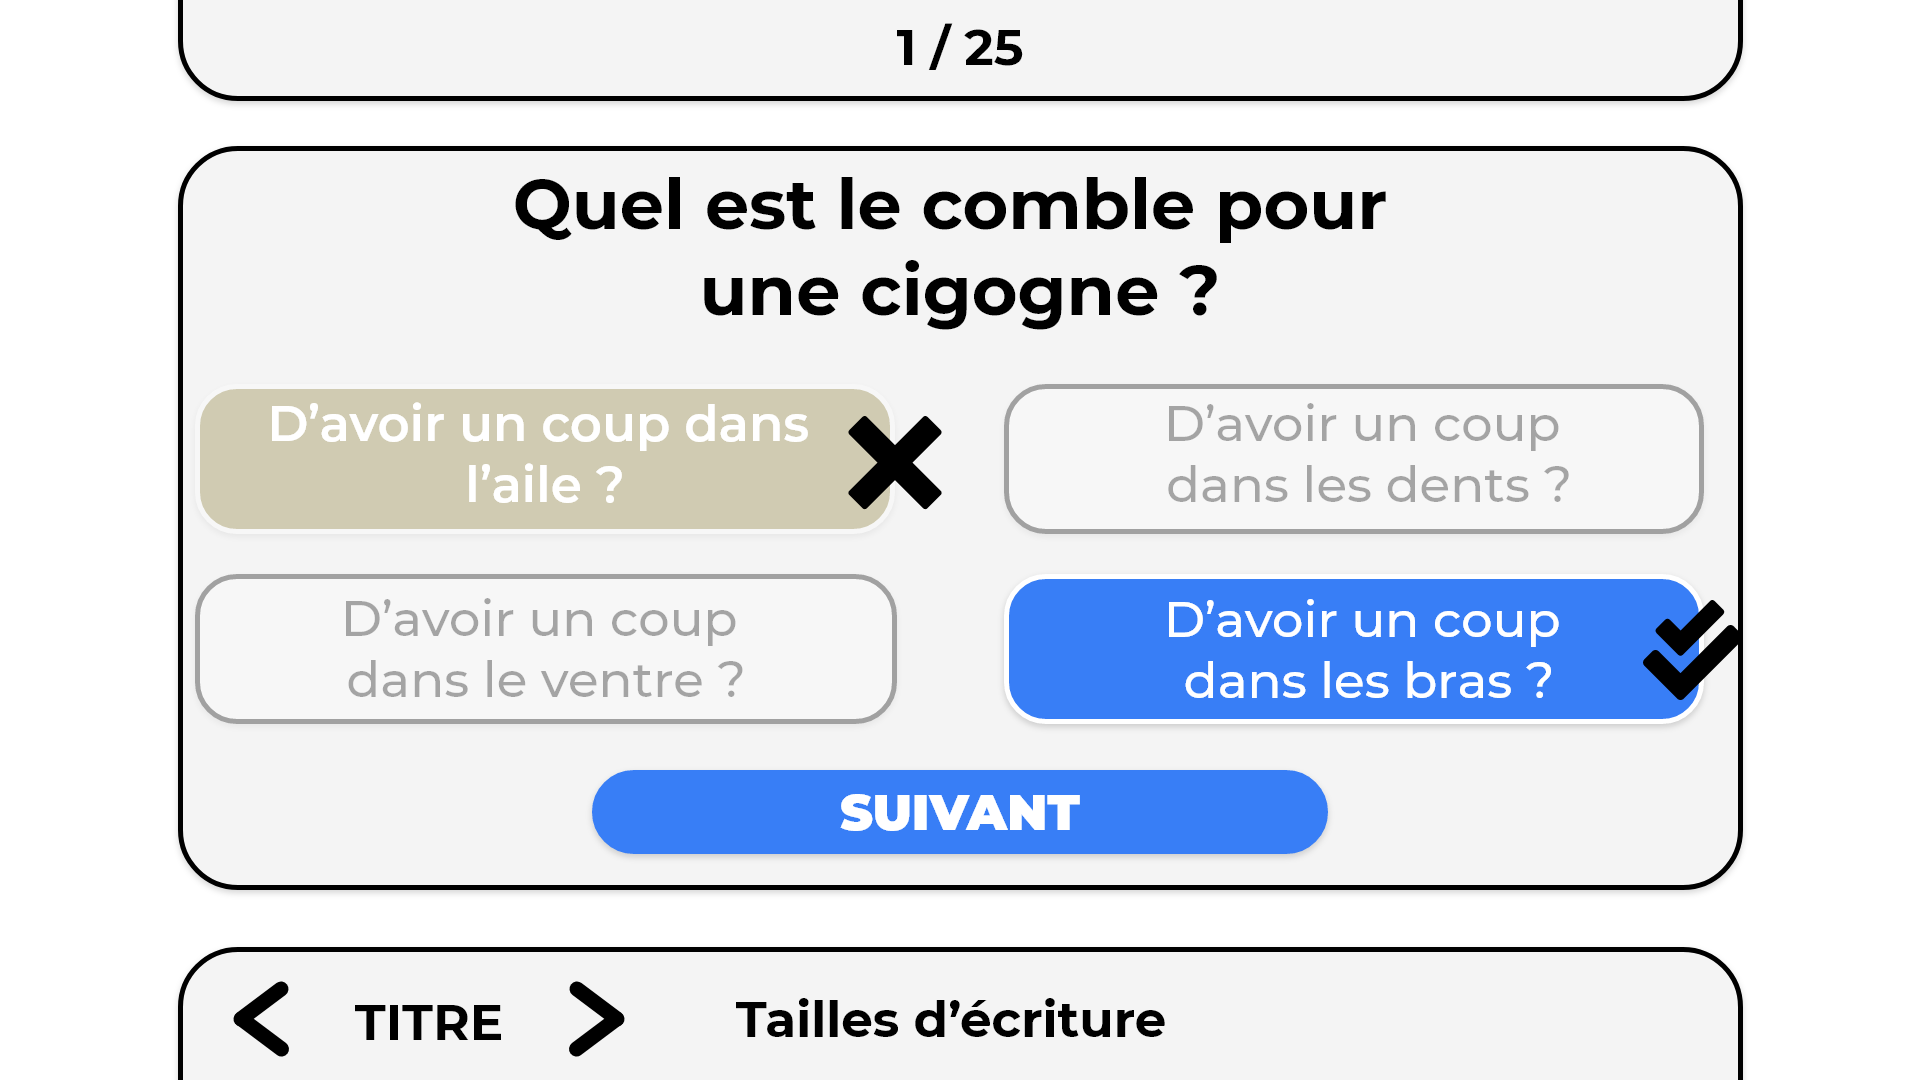 1 / 25
Quel est le comble pour
une cigogne ?
D’avoir un coup dans
l’aile ?
D’avoir un coup
dans les dents ?
D’avoir un coup
dans le ventre ?
D’avoir un coup
dans les bras ?
SUIVANT
TITRE
Tailles d’écriture